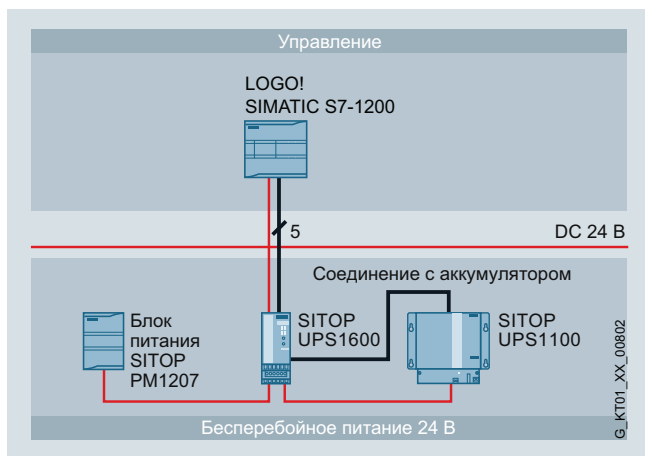 Управление
LOGO!
SIMATIC S7-1200
5
DC 24 В
Соединение с аккумулятором
Блок
питания
SITOP
PM1207
SITOP
UPS1600
SITOP
UPS1100
G_KT01_XX_00802
Бесперебойное питание 24 В